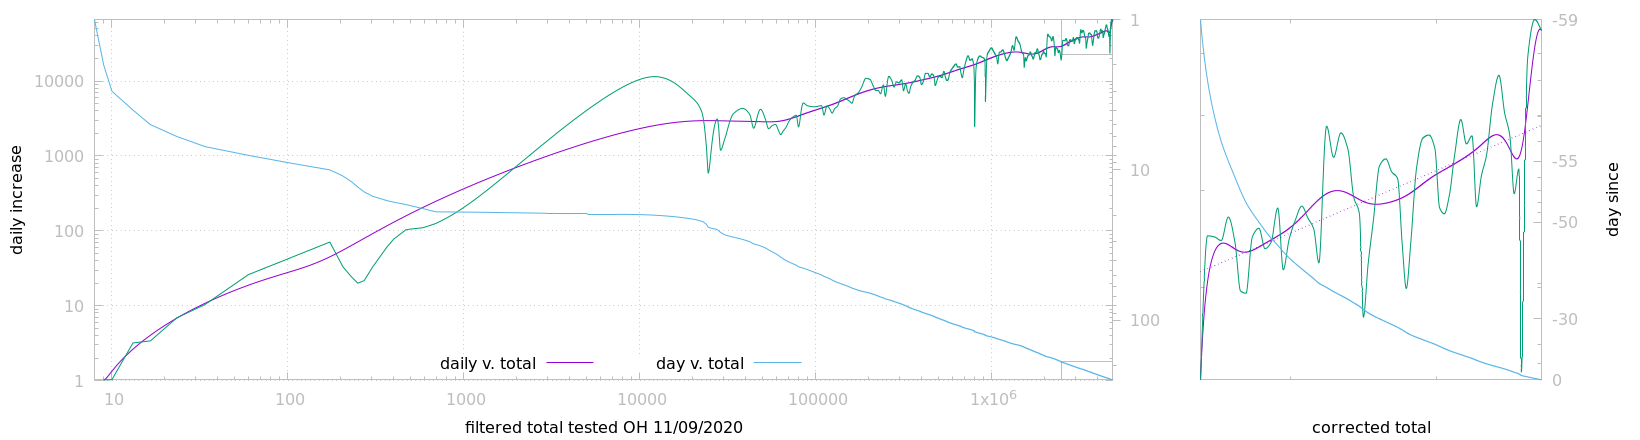 daily increase
10000
1000
100
10
1
10
100
1000
10000
100000
1x10^6
filtered total tested OH 11/09/2020
daily v. total
day v. total
1
10
100
-59
-55
-50
-30
0
day since
corrected total